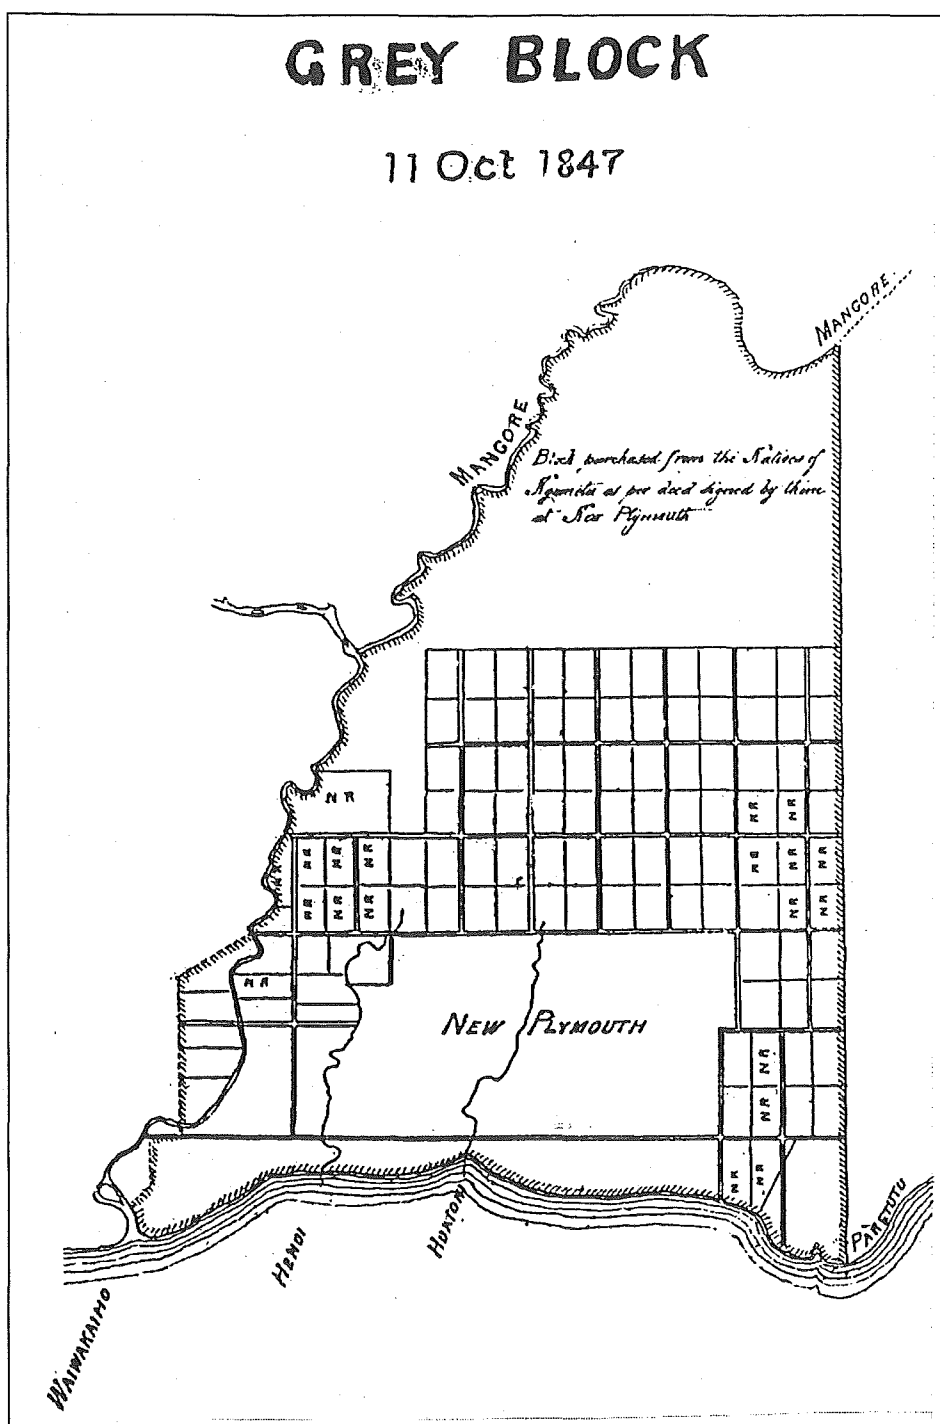 GREY BLOCK
11 Oct 1847
MANGORE
MANGORE
Block purchased from the Natives of
as per deed signed by them
at New Plymouth
NR
NR NR
NR NR NR NR NR NR
NR NR NR NR NR
NR
NEW PLYMOUTH
NR
NR
NR NR
PARETUTU
HUATOKI
HENUI
WAIWAKAIHO